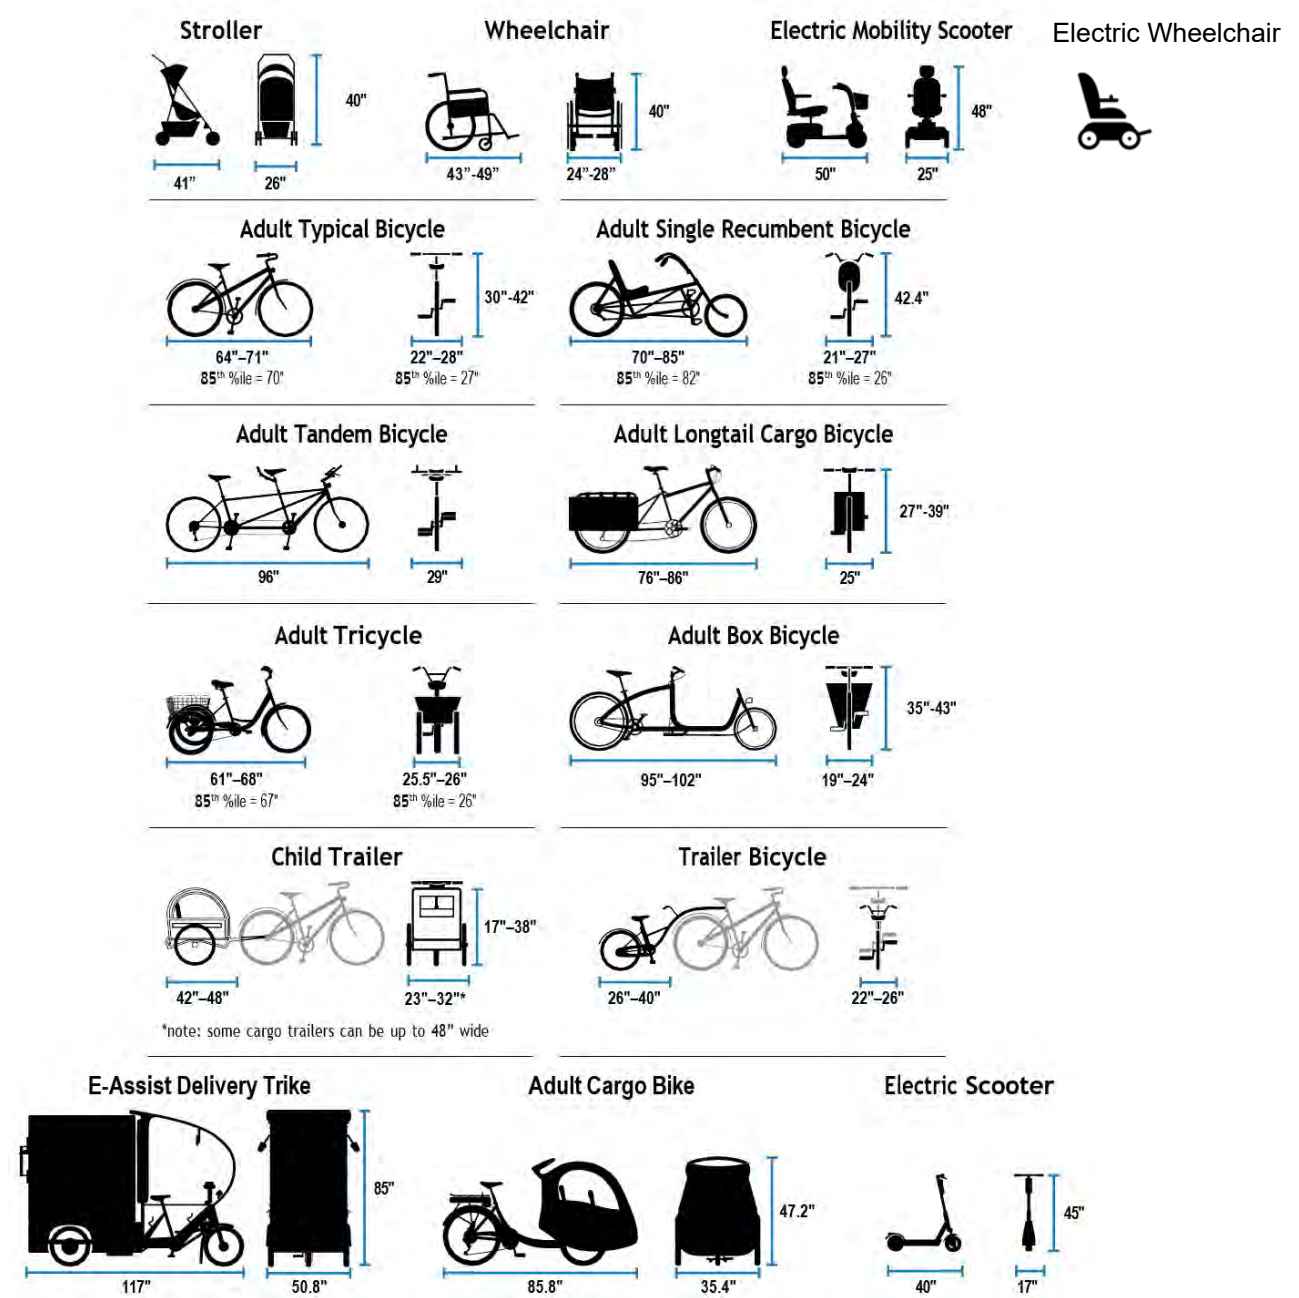 Stroller
Wheelchair
Electric Mobility Scooter
Electric Wheelchair
40"
40"
48"
41”
26"
43”-49”
24”-28”
50"
25"
Adult Typical Bicycle
Adult Single Recumbent Bicycle
30"-42"
42.4"
64"–71"
22"–28"
70"–85"
21"–27"
85th %ile = 70"
85th %ile = 27"
85th %ile = 82"
85th %ile = 26"
Adult Tandem Bicycle
Adult Longtail Cargo Bicycle
27"-39"
96"
29"
76"–86"
25"
Adult Tricycle
Adult Box Bicycle
35"-43"
61"–68"
25.5"–26"
95"–102"
19"–24"
85th %ile = 67"
85th %ile = 26"
Child Trailer
Trailer Bicycle
17"–38"
42"–48"
23"–32"*
26"–40"
22"–26"
*note: some cargo trailers can be up to 48” wide
E-Assist Delivery Trike
Adult Cargo Bike
Electric Scooter
85"
47.2"
45"
117"
50.8"
85.8"
35.4"
40"
17"